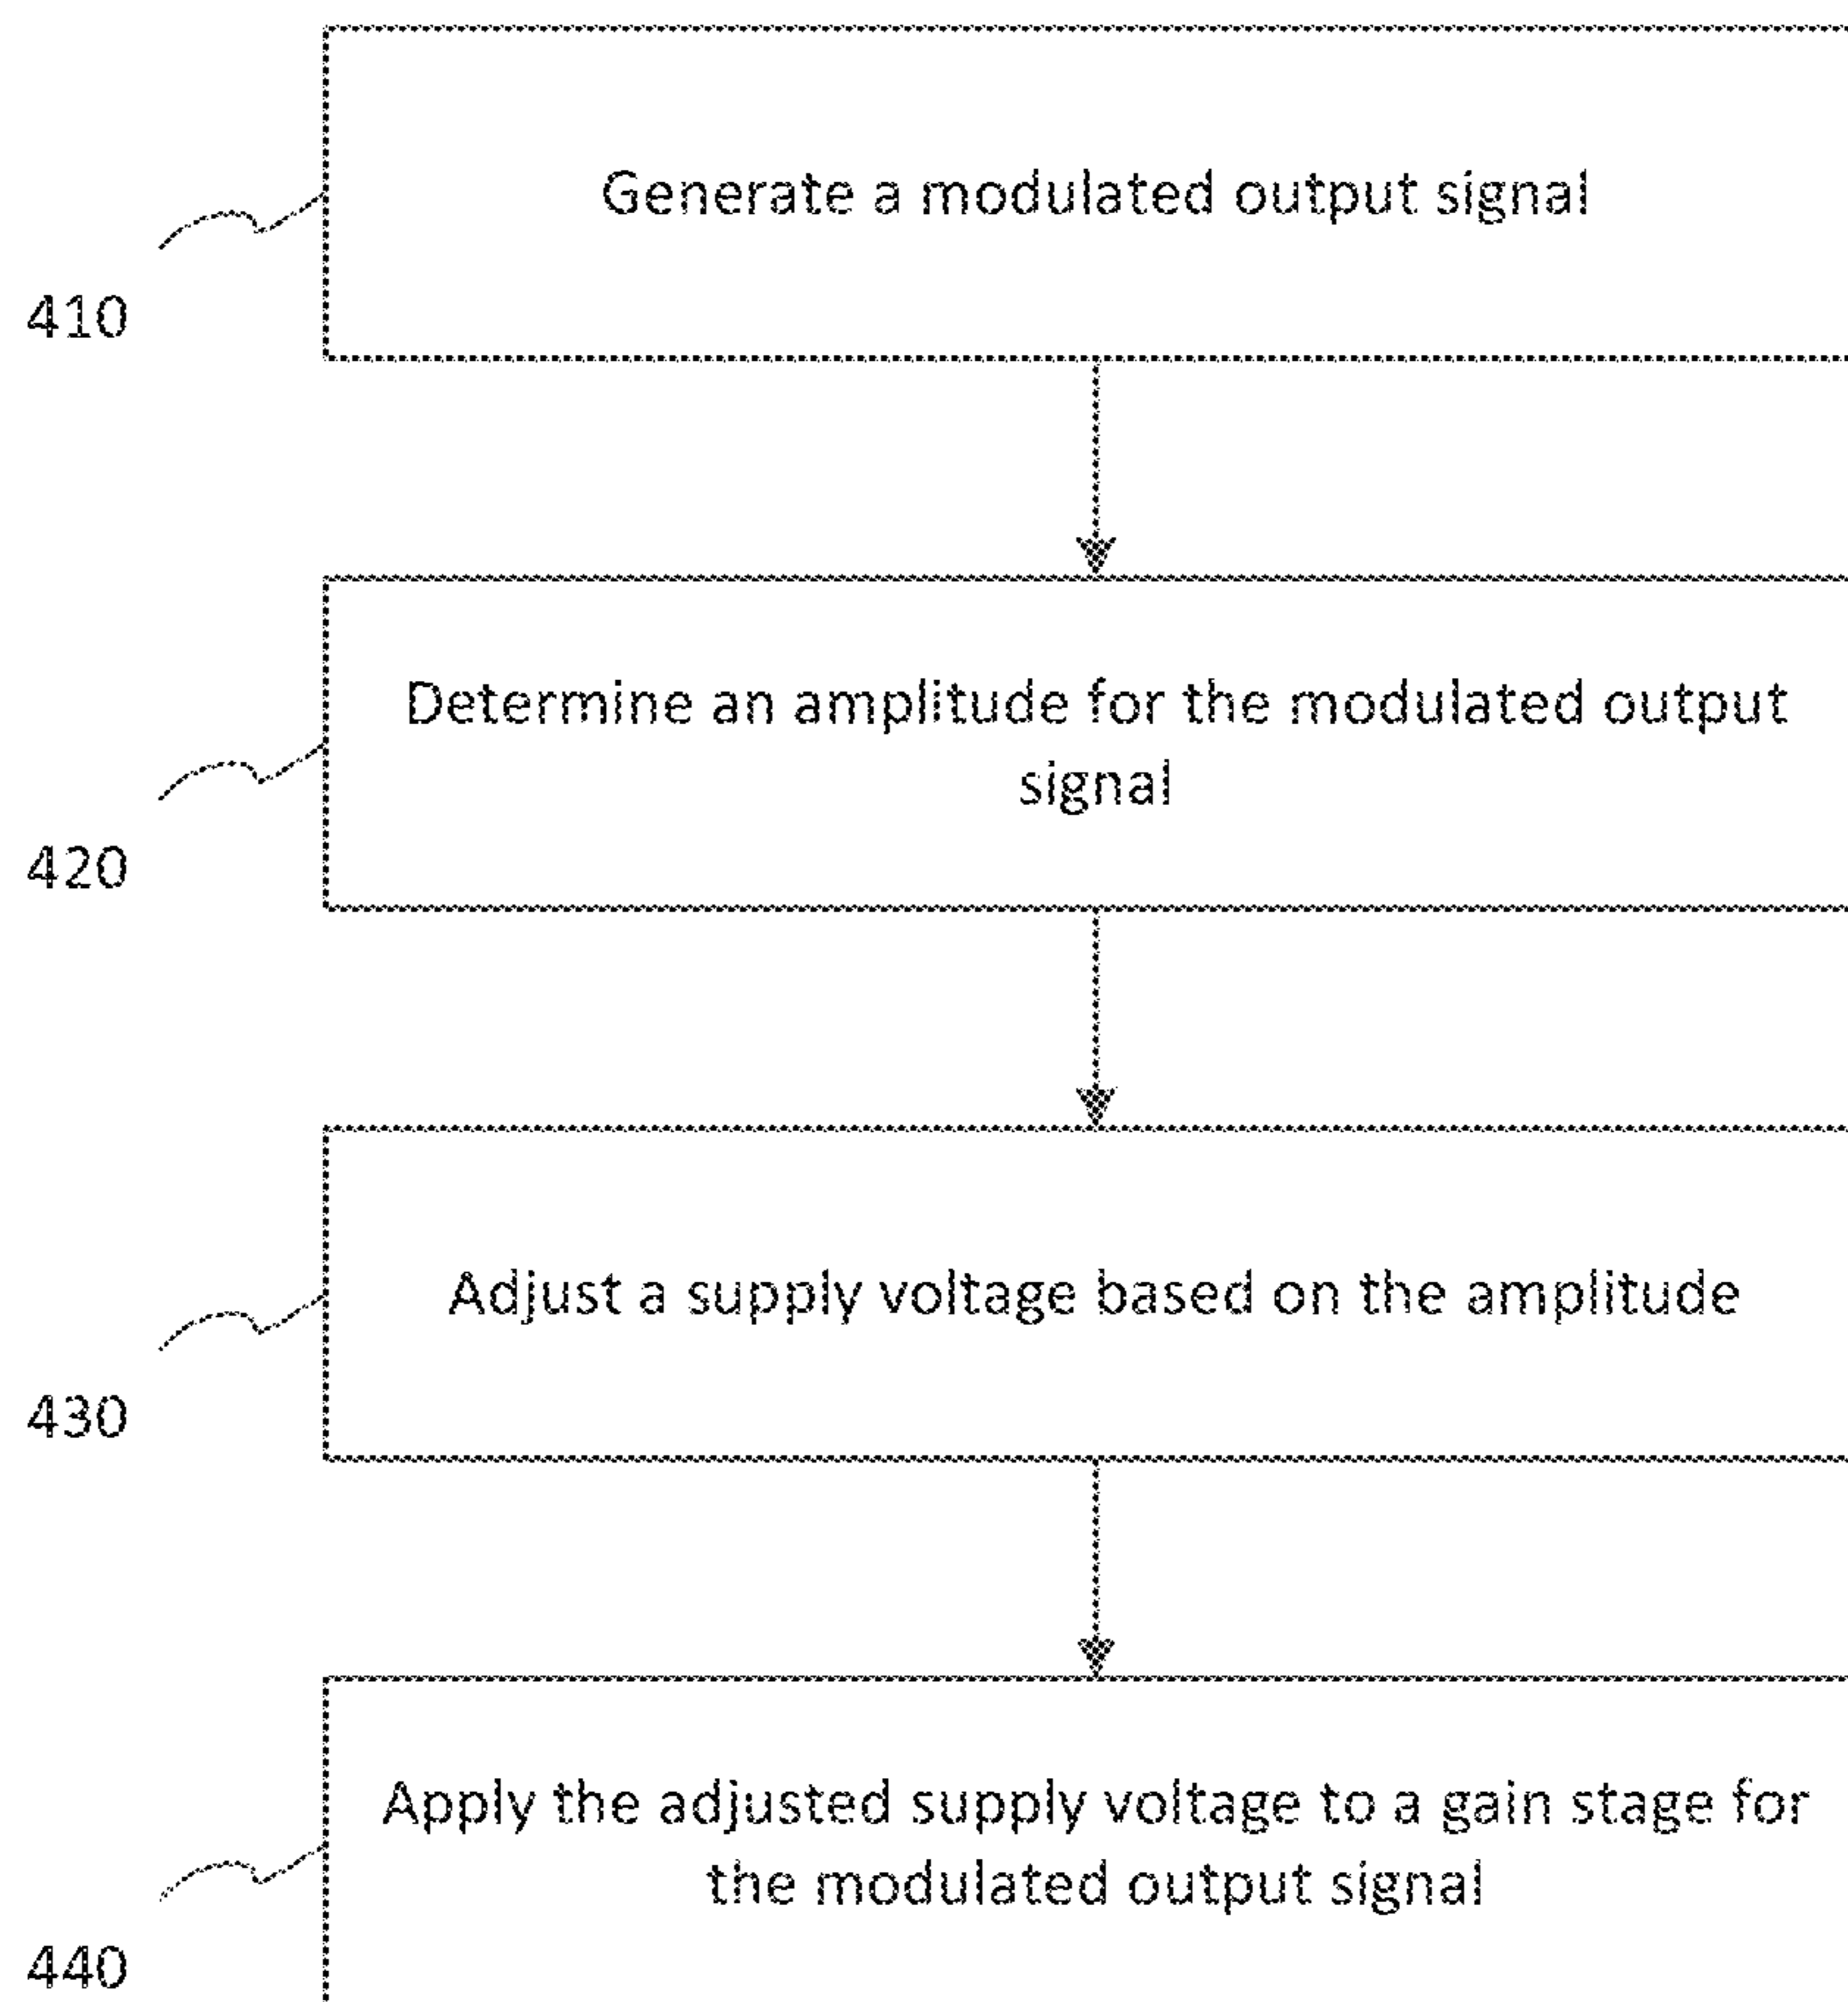 Generate a modulated output signal
410
Determine an amplitude for the modulated output
signal
420
Adjust a supply voltage based on the amplitude
430
Apply the adjusted supply voltage to a gain stage for
the modulated output signal
440